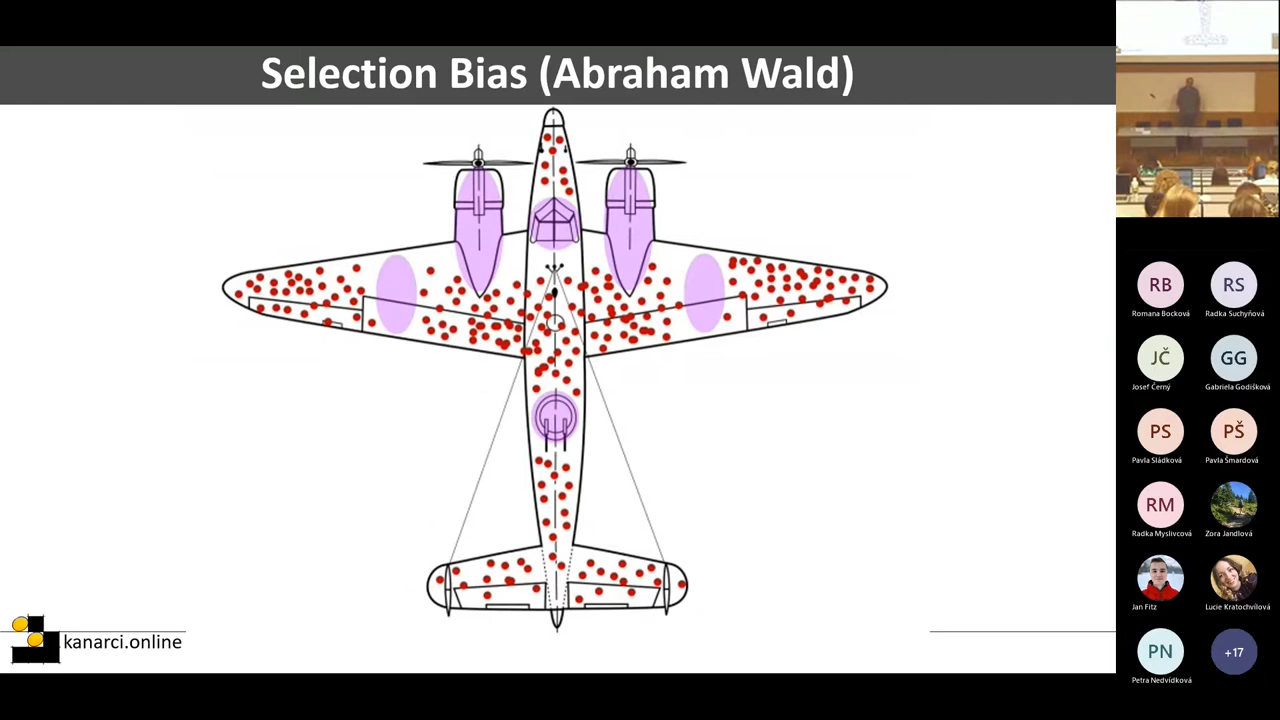 Selection Bias (Abraham Wald)
kanarci.online
RB
Romana Bocková
RS
Radka Suchyňová
JČ
Josef Černý
GG
Gabriela Godišková
PS
Pavla Sládková
PŠ
Pavla Šmardová
RM
Radka Myslivcová
Zora Jandlová
Jan Fitz
Lucie Kratochvílová
PN
Petra Nedvídková
+17